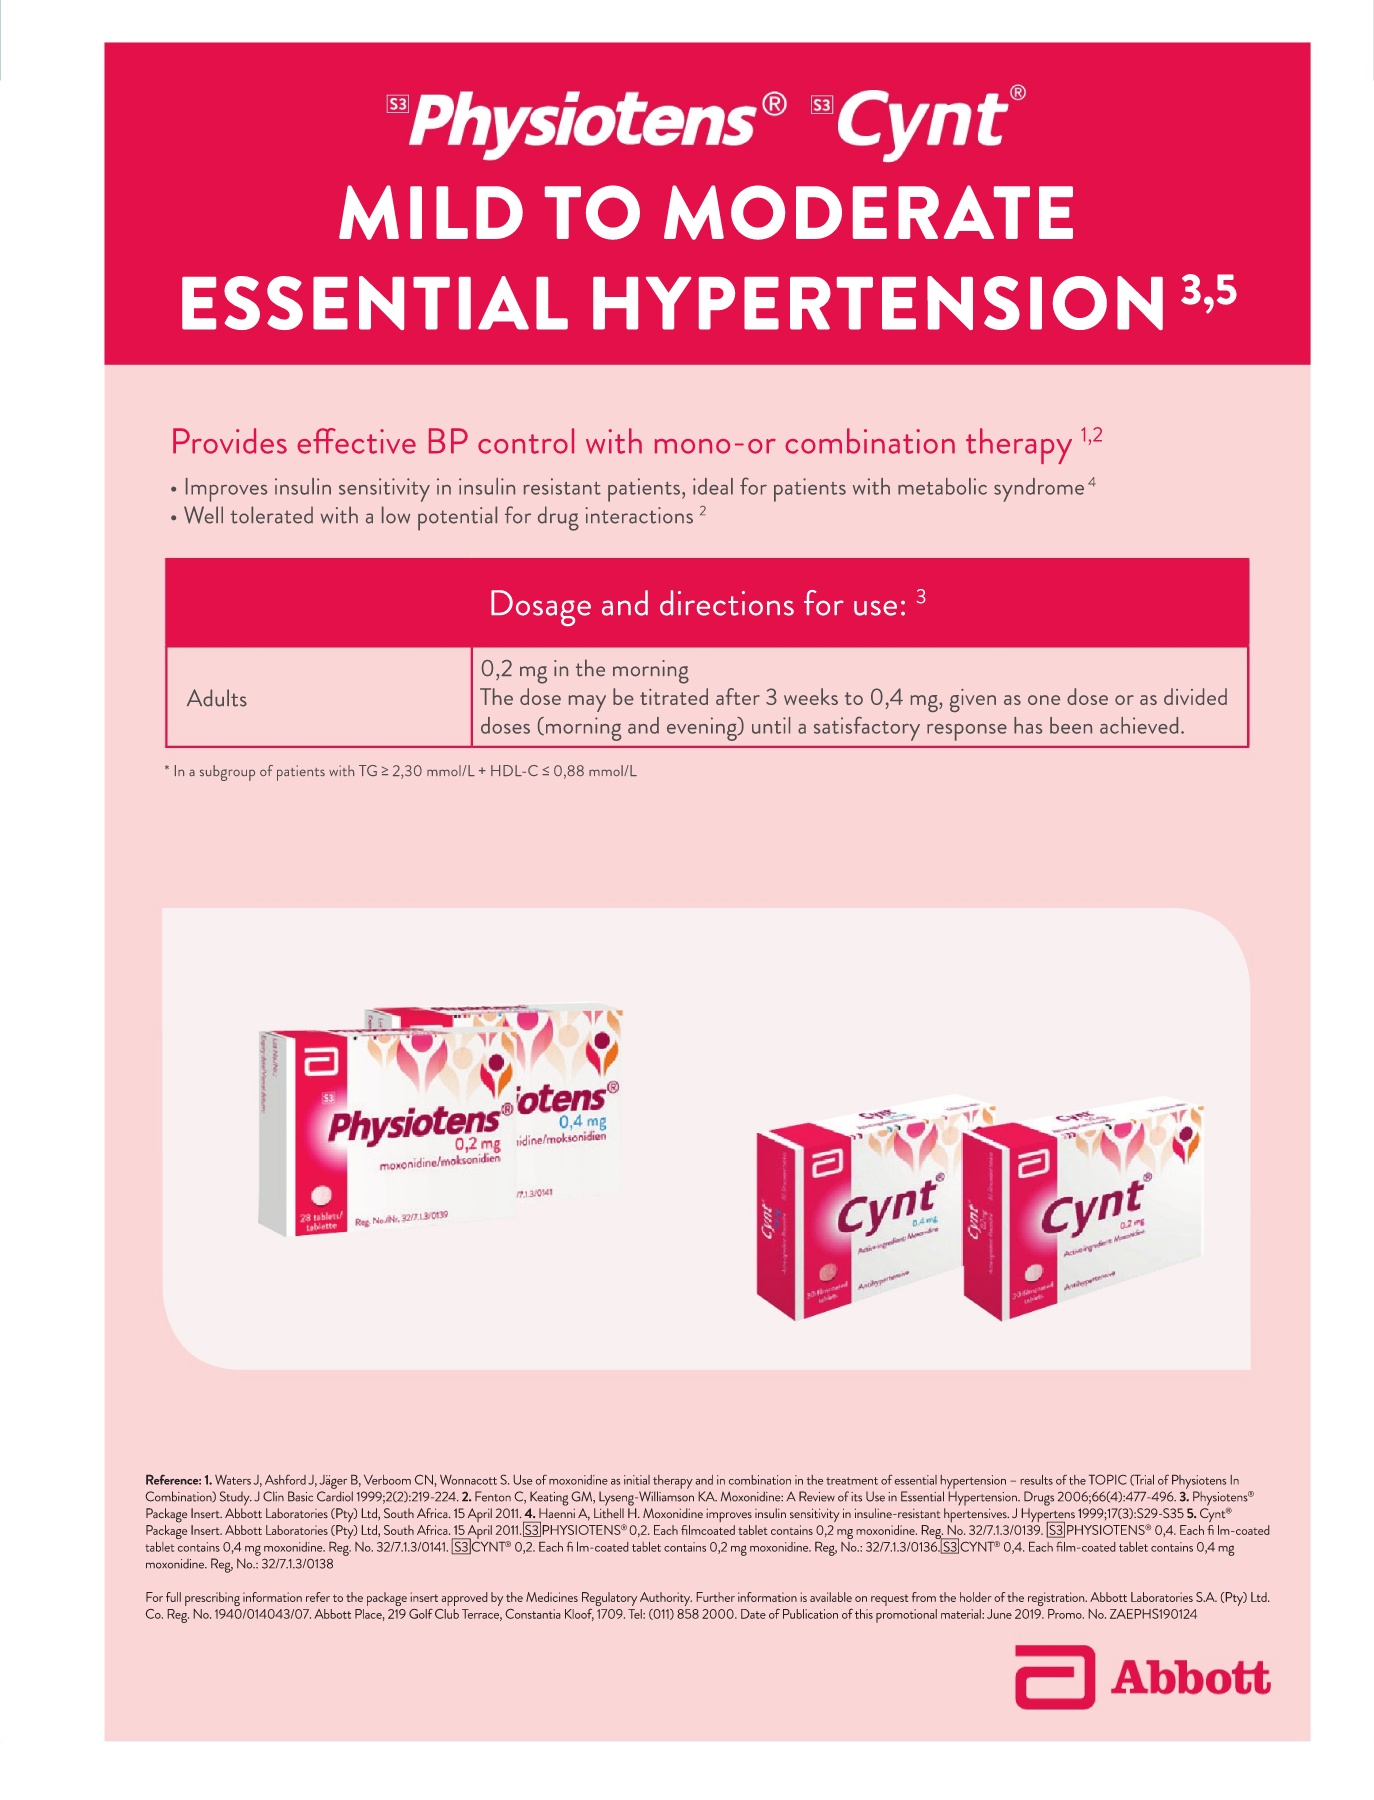 S3 Physiotens® S3 Cynt®
MILD TO MODERATE
ESSENTIAL HYPERTENSION 3,5
Provides effective BP control with mono-or combination therapy 1,2
• Improves insulin sensitivity in insulin resistant patients, ideal for patients with metabolic syndrome 4
• Well tolerated with a low potential for drug interactions 2
Dosage and directions for use: 3
Adults
0,2 mg in the morning
The dose may be titrated after 3 weeks to 0,4 mg, given as one dose or as divided
doses (morning and evening) until a satisfactory response has been achieved.
* In a subgroup of patients with TG ≥ 2,30 mmol/L + HDL-C ≤ 0,88 mmol/L
S3
Physiotens®
0,2 mg
moxonidine/moksonidien
28 tablets/
tablette
Reg. No./Nr. 32/7.1.3/0139
iotens®
0,4 mg
idine/moksonidien
/7.1.3/0141
Cynt
Cynt
Cynt®
0,4 mg
Active ingredient: Moxonidine
Antihypertensive
Cynt
Cynt
Cynt®
0.2 mg
Active ingredient: Moxonidine
Antihypertensive
Reference: 1. Waters J, Ashford J, Jäger B, Verboom CN, Wonnacott S. Use of moxonidine as initial therapy and in combination in the treatment of essential hypertension – results of the TOPIC (Trial of Physiotens In
Combination) Study. J Clin Basic Cardiol 1999;2(2):219-224. 2. Fenton C, Keating GM, Lyseng-Williamson KA. Moxonidine: A Review of its Use in Essential Hypertension. Drugs 2006;66(4):477-496. 3. Physiotens®
Package Insert. Abbott Laboratories (Pty) Ltd, South Africa. 15 April 2011. 4. Haenni A, Lithell H. Moxonidine improves insulin sensitivity in insuline-resistant hpertensives. J Hypertens 1999;17(3):S29-S35 5. Cynt®
Package Insert. Abbott Laboratories (Pty) Ltd, South Africa. 15 April 2011. S3 PHYSIOTENS® 0,2. Each filmcoated tablet contains 0,2 mg moxonidine. Reg. No. 32/7.1.3/0139. S3 PHYSIOTENS® 0,4. Each fi lm-coated
tablet contains 0,4 mg moxonidine. Reg. No. 32/7.1.3/0141. S3 CYNT® 0,2. Each fi lm-coated tablet contains 0,2 mg moxonidine. Reg, No.: 32/7.1.3/0136. S3 CYNT® 0,4. Each film-coated tablet contains 0,4 mg
moxonidine. Reg, No.: 32/7.1.3/0138
For full prescribing information refer to the package insert approved by the Medicines Regulatory Authority. Further information is available on request from the holder of the registration. Abbott Laboratories S.A. (Pty) Ltd.
Co. Reg. No. 1940/014043/07. Abbott Place, 219 Golf Club Terrace, Constantia Kloof, 1709. Tel: (011) 858 2000. Date of Publication of this promotional material: June 2019. Promo. No. ZAEPHS190124
Abbott